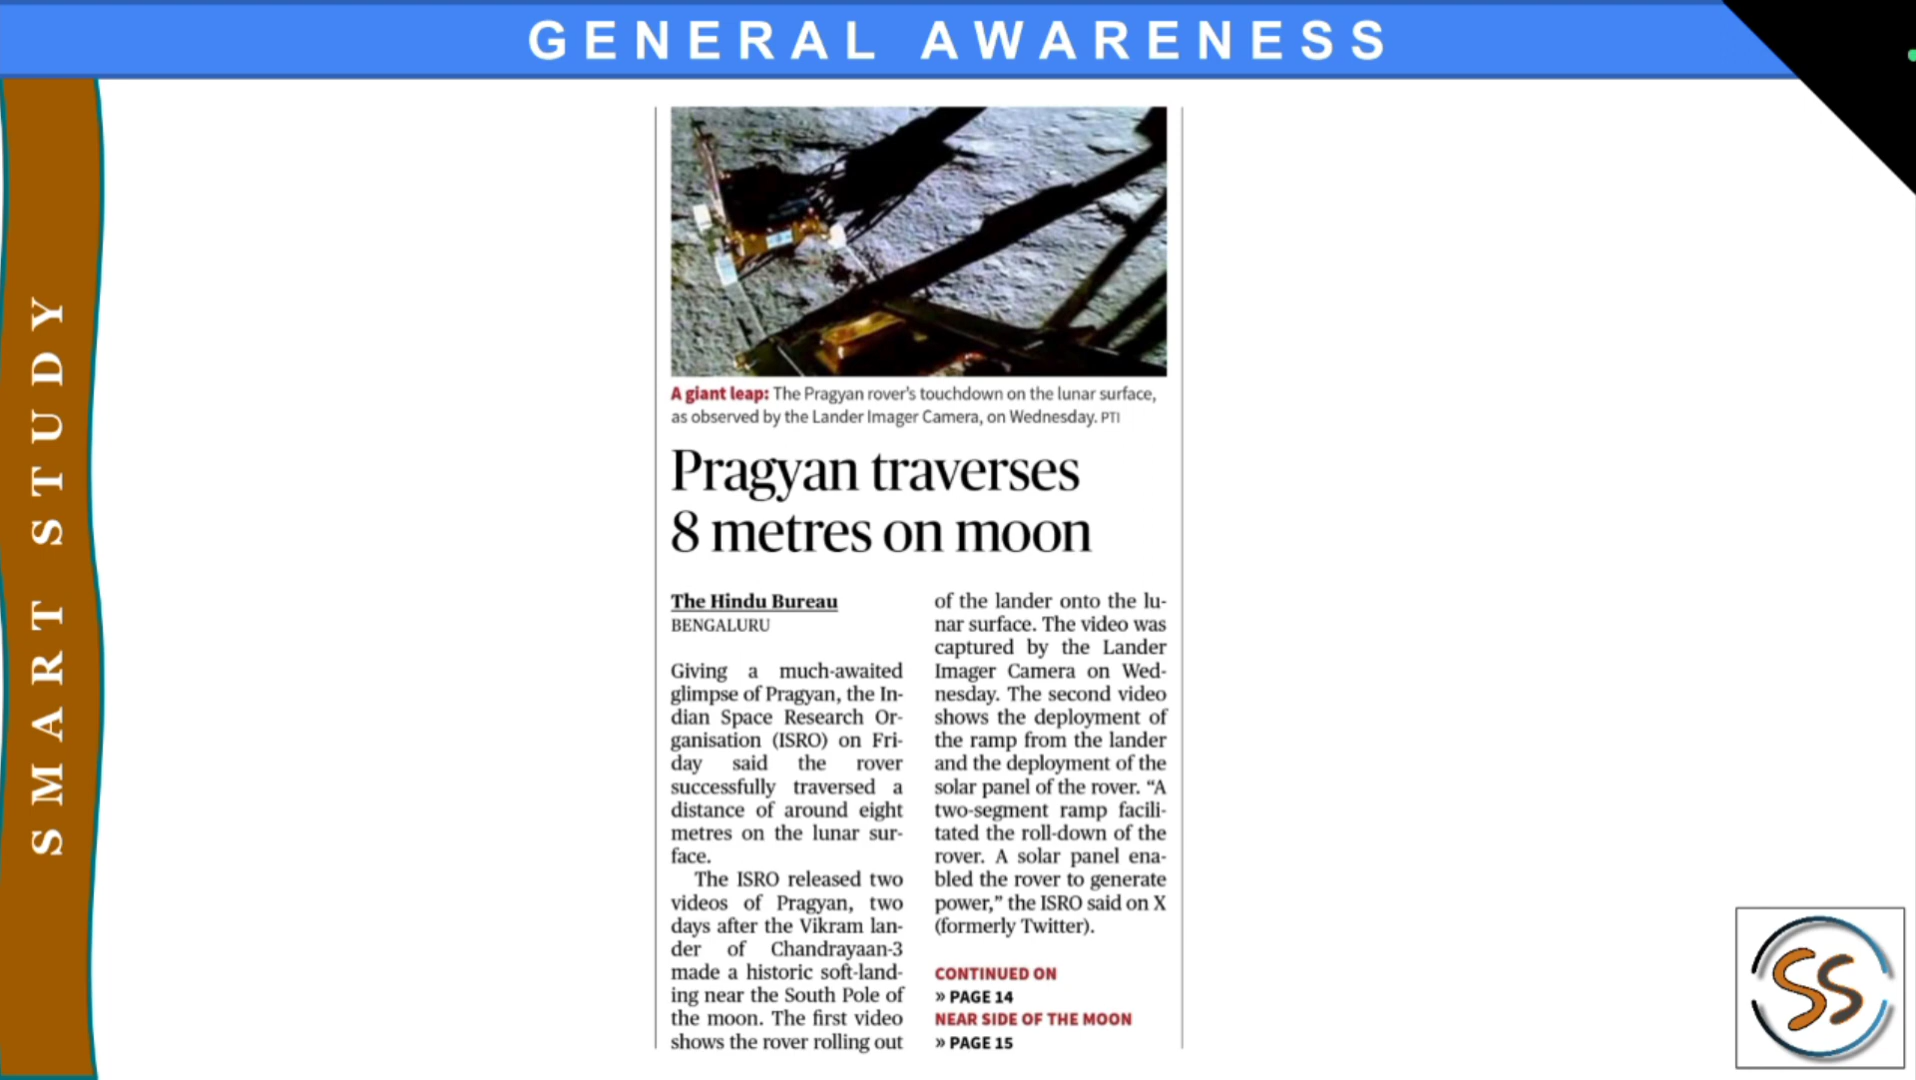 GENERAL AWARENESS
SMART STUDY
A giant leap: The Pragyan rover's touchdown on the lunar surface,
as observed by the Lander Imager Camera, on Wednesday. PTI
Pragyan traverses
8 metres on moon
The Hindu Bureau
BENGALURU
Giving a much-awaited
glimpse of Pragyan, the In-
dian Space Research Or-
ganisation (ISRO) on Fri-
day said the rover
successfully traversed a
distance of around eight
metres on the lunar sur-
face.
The ISRO released two
videos of Pragyan, two
days after the Vikram lan-
der of Chandrayaan-3
made a historic soft-land-
ing near the South Pole of
the moon. The first video
shows the rover rolling out
of the lander onto the lu-
nar surface. The video was
captured by the Lander
Imager Camera on Wed-
nesday. The second video
shows the deployment of
the ramp from the lander
and the deployment of the
solar panel of the rover. “A
two-segment ramp facili-
tated the roll-down of the
rover. A solar panel ena-
bled the rover to generate
power,” the ISRO said on X
(formerly Twitter).
CONTINUED ON
» PAGE 14
NEAR SIDE OF THE MOON
» PAGE 15
SS